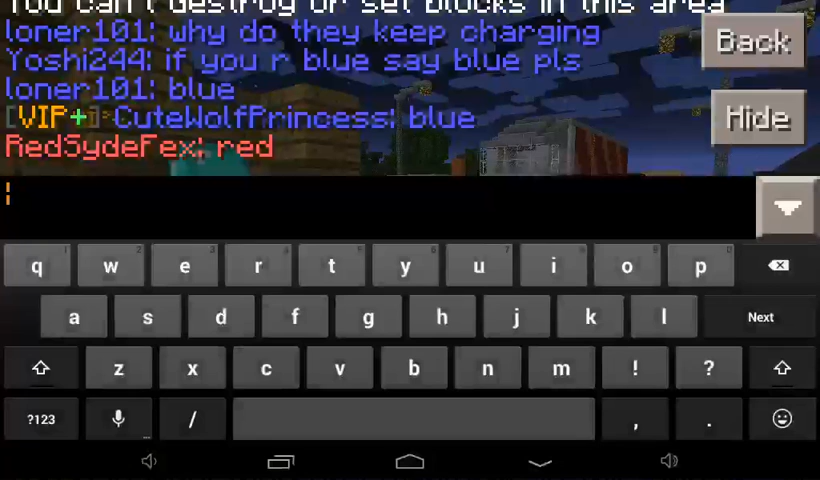 You can't destroy or set blocks in this area
loner101: why do they keep charging
Yoshi244: if you r blue say blue pls
loner101: blue
[VIP+] CuteWolfPrincess: blue
RedSydeFex: red
Back
Hide
q w e r t y u i o p
a s d f g h j k l Next
z x c v b n m ! ?
?123 / , .